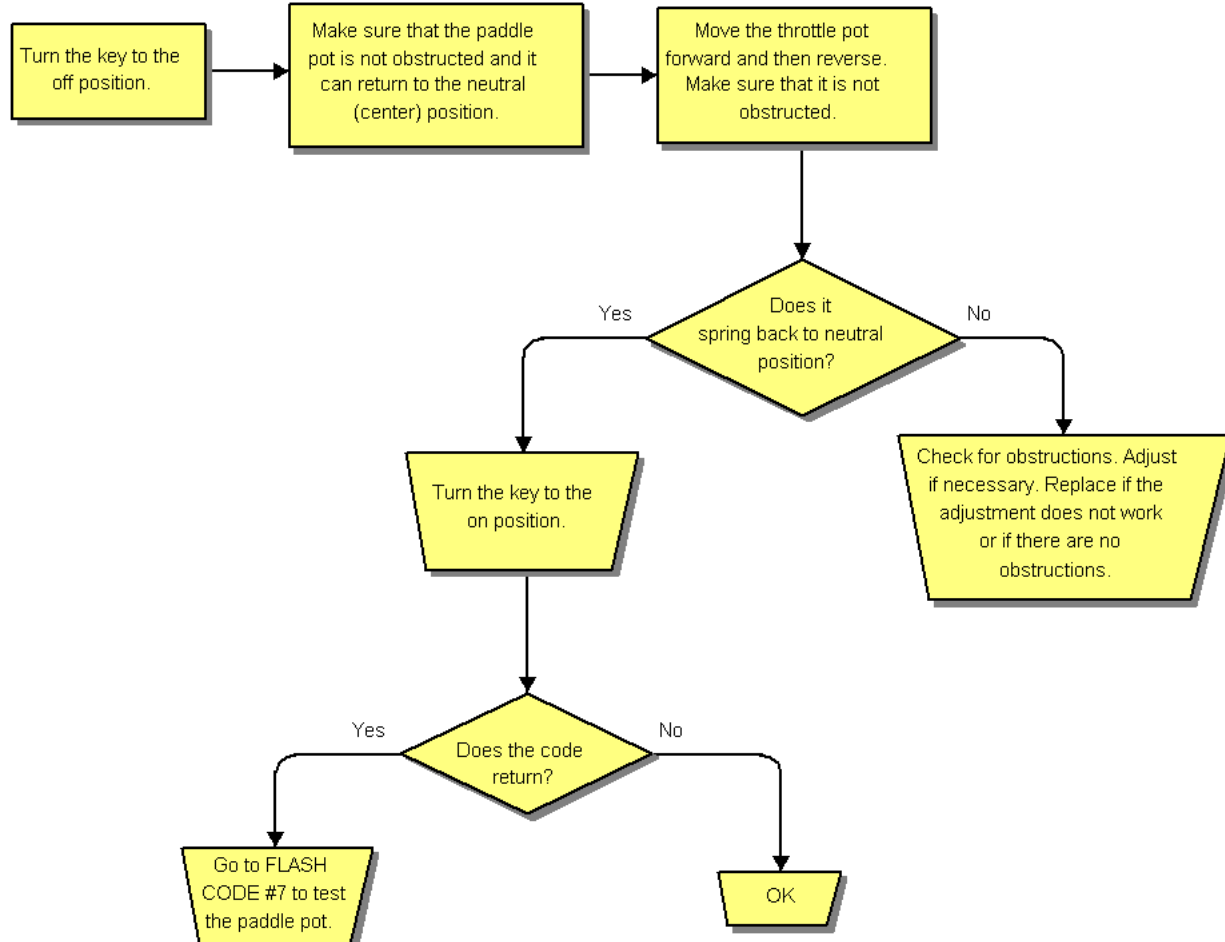 Turn the key to the
off position.
Make sure that the paddle
pot is not obstructed and it
can return to the neutral
(center) position.
Move the throttle pot
forward and then reverse.
Make sure that it is not
obstructed.
Does it
spring back to neutral
position?
Yes
No
Turn the key to the
on position.
Check for obstructions. Adjust
if necessary. Replace if the
adjustment does not work
or if there are no
obstructions.
Does the code
return?
Yes
No
Go to FLASH
CODE #7 to test
the paddle pot.
OK